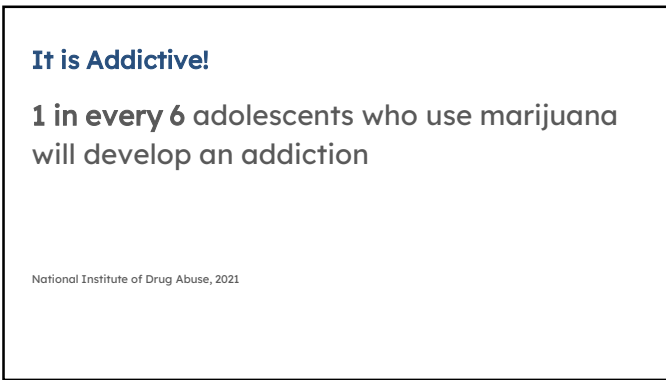 It is Addictive!
1 in every 6 adolescents who use marijuana
will develop an addiction
National Institute of Drug Abuse, 2021